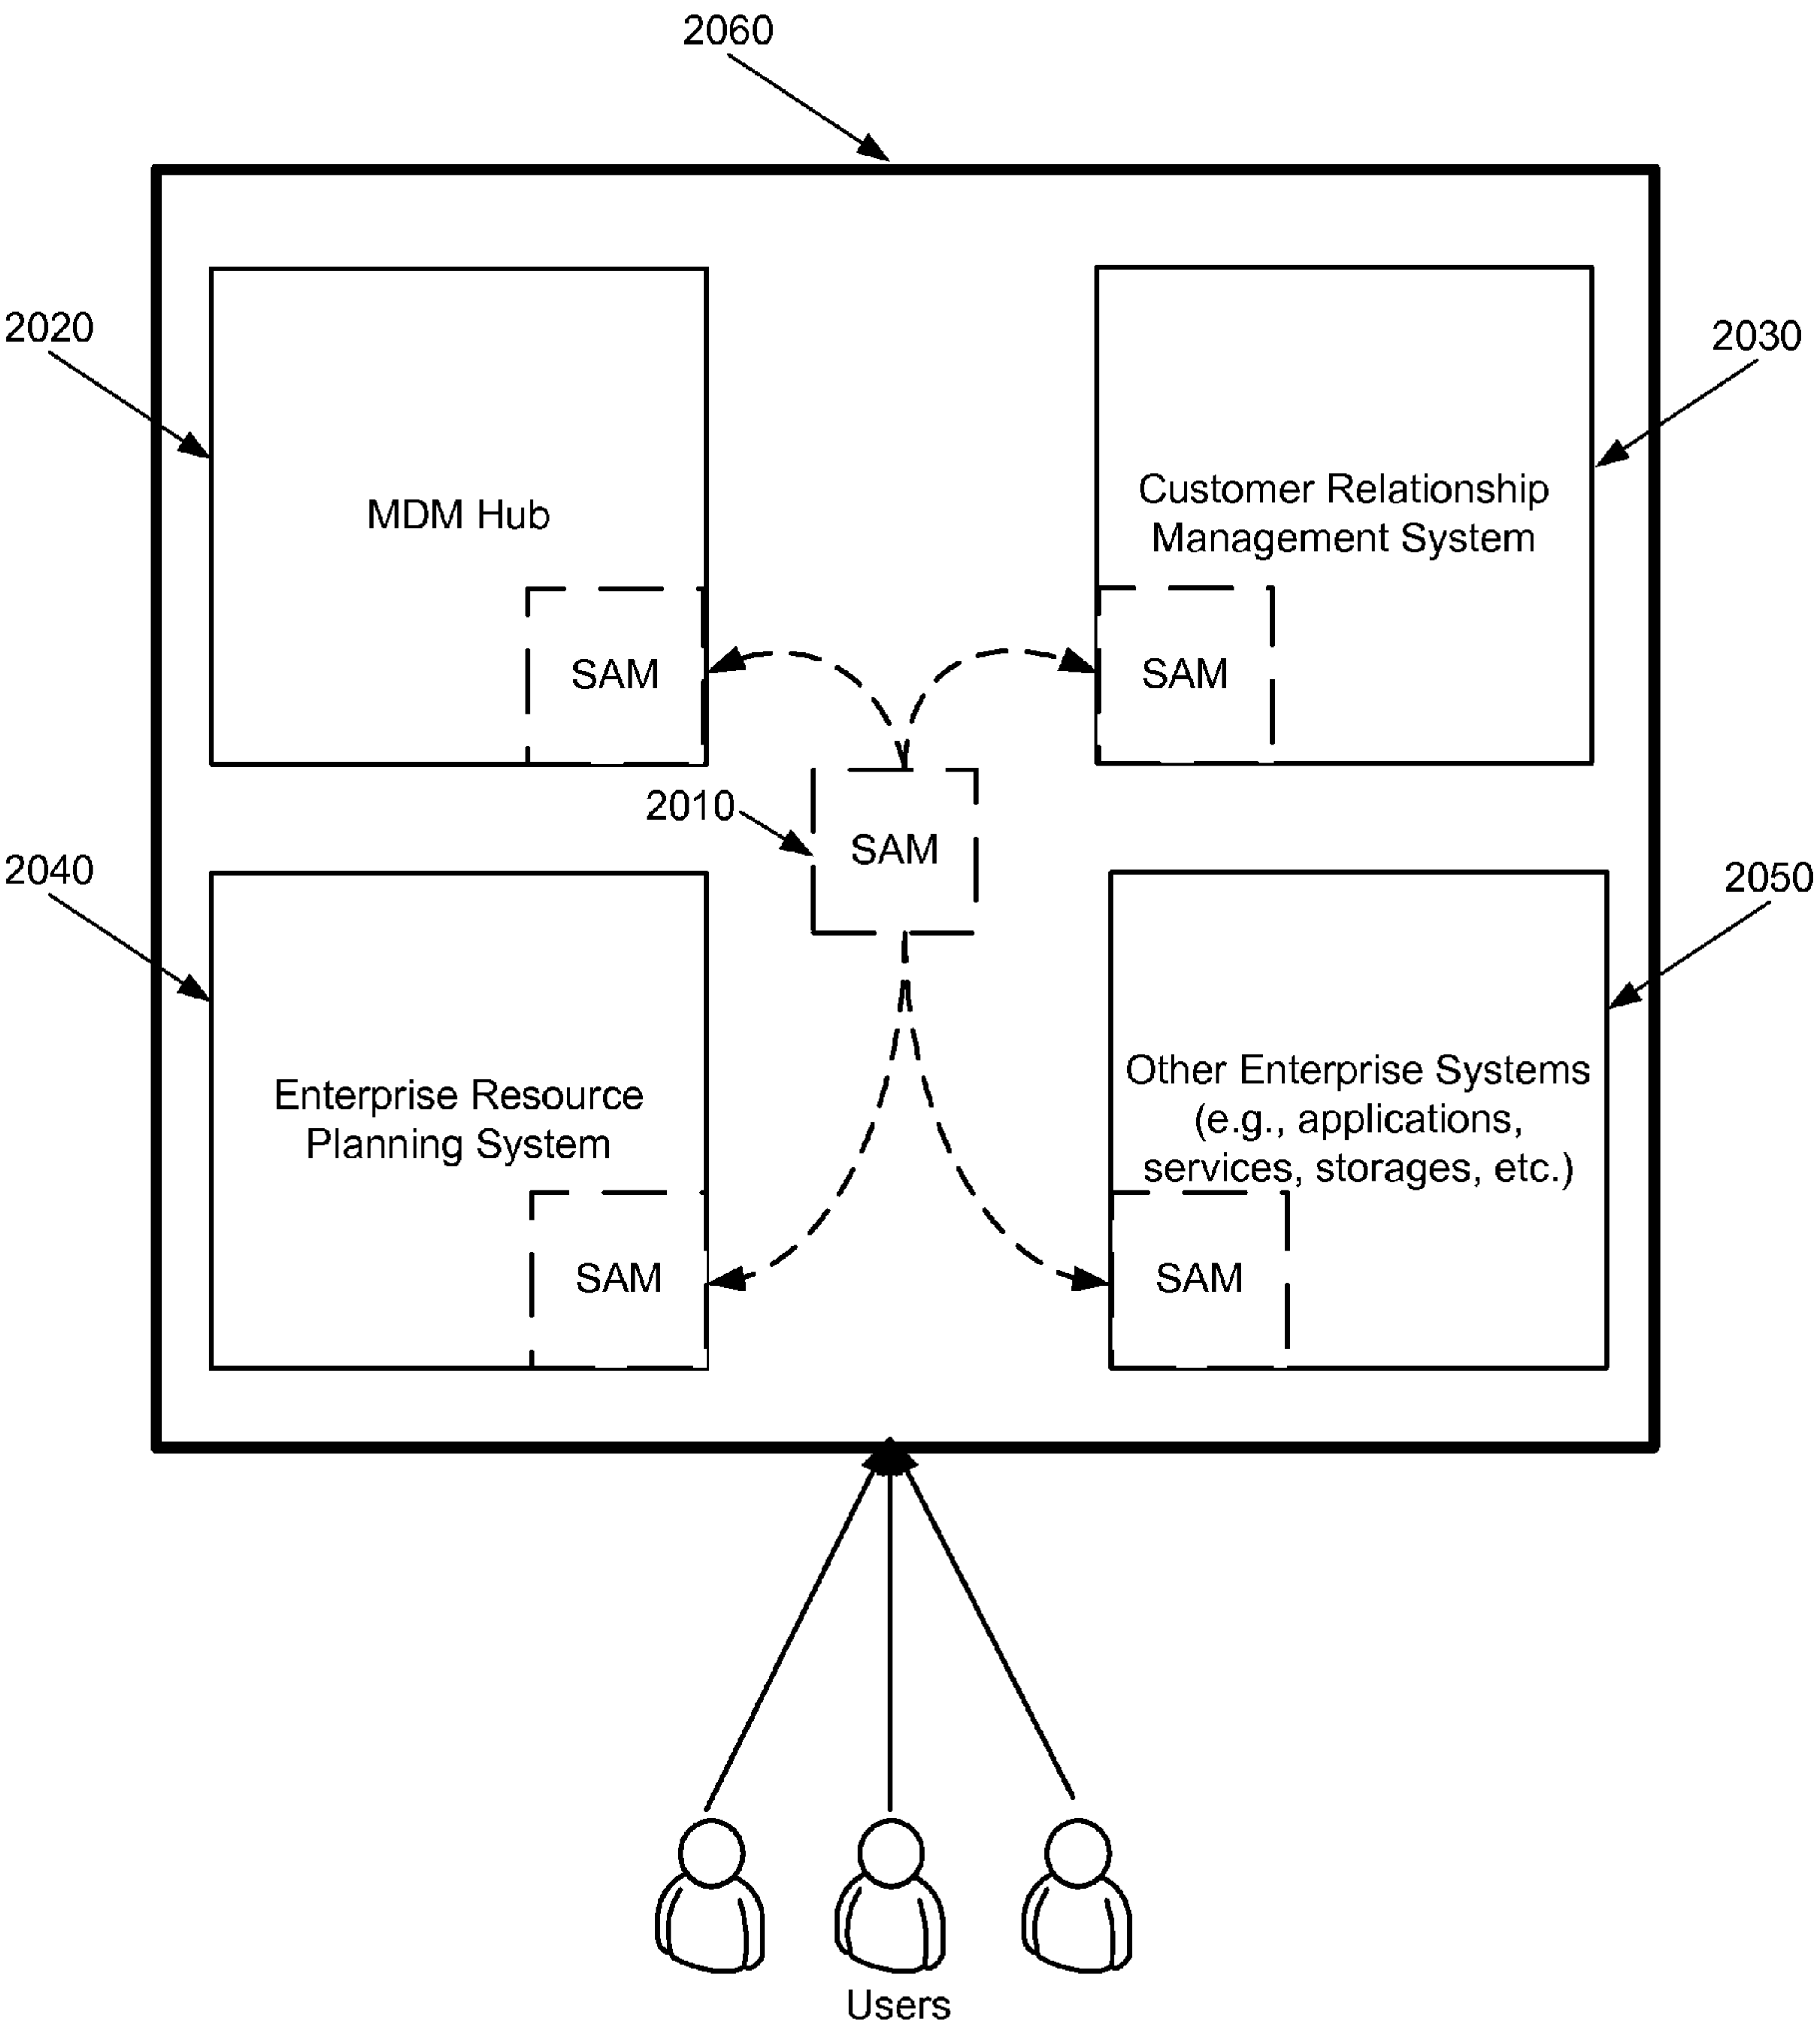 2060
2020
2030
MDM Hub
Customer Relationship
Management System
SAM
SAM
2010
SAM
2040
2050
Enterprise Resource
Planning System
Other Enterprise Systems
(e.g., applications,
services, storages, etc.)
SAM
SAM
Users